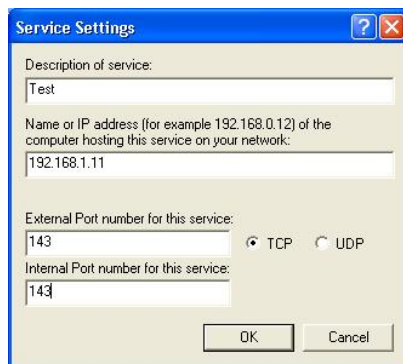 Service Settings
Description of service:
Test
Name or IP address (for example 192.168.0.12) of the
computer hosting this service on your network:
192.168.1.11
External Port number for this service:
143
TCP
UDP
Internal Port number for this service:
143
OK
Cancel